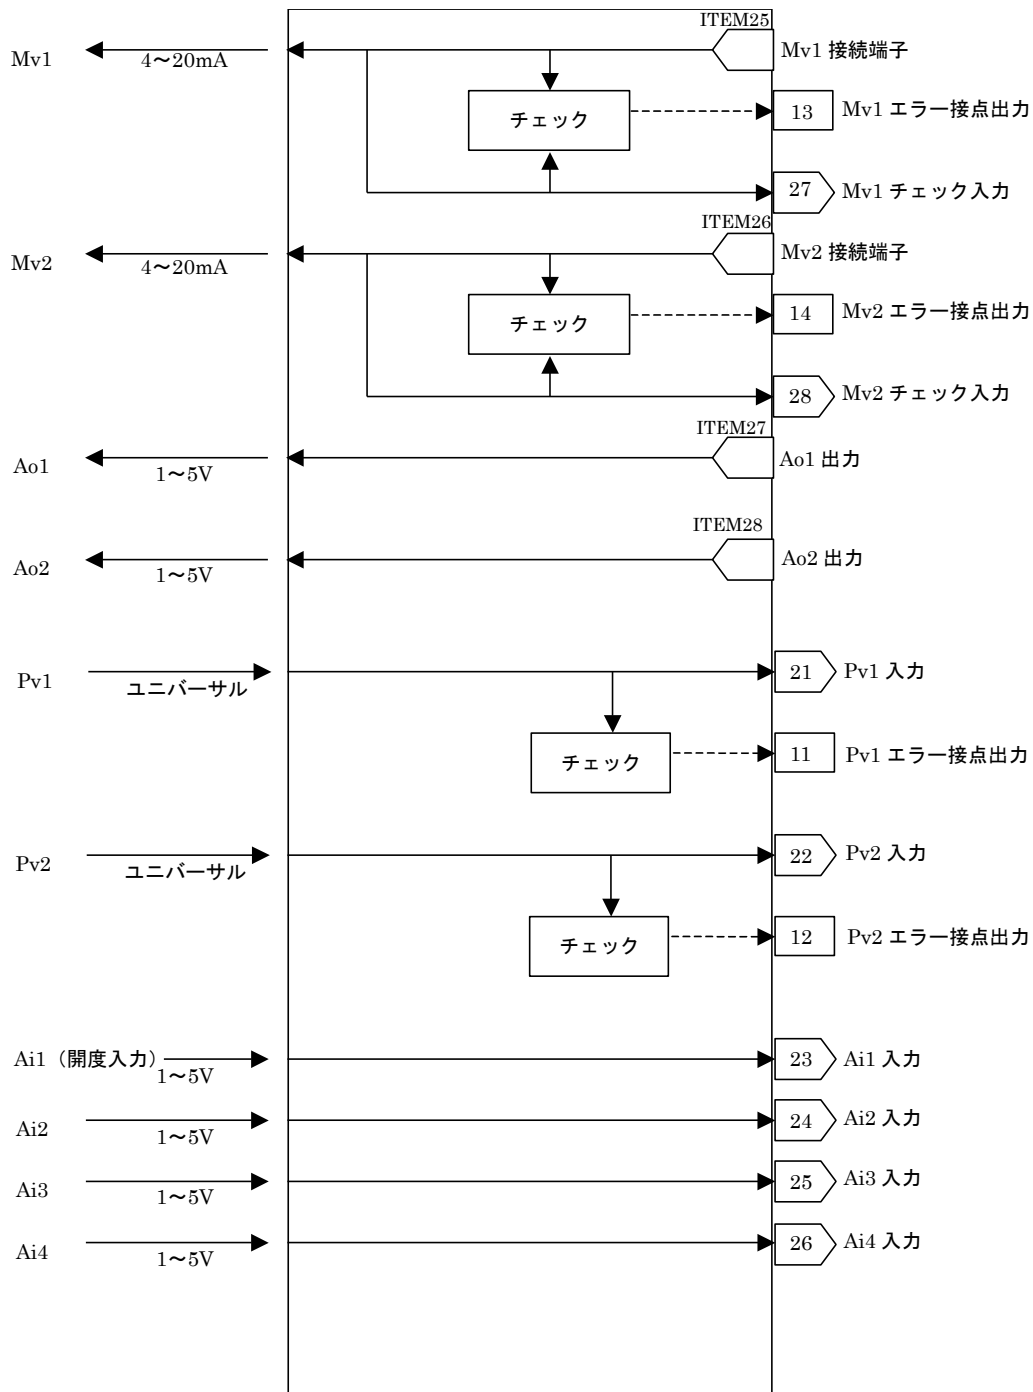 ITEM25
Mv1
4〜20mA
Mv1 接続端子
チェック
13
Mv1 エラー接点出力
27
Mv1 チェック入力
ITEM26
Mv2
4〜20mA
Mv2 接続端子
チェック
14
Mv2 エラー接点出力
28
Mv2 チェック入力
ITEM27
Ao1
1〜5V
Ao1 出力
ITEM28
Ao2
1〜5V
Ao2 出力
Pv1
ユニバーサル
21
Pv1 入力
チェック
11
Pv1 エラー接点出力
Pv2
ユニバーサル
22
Pv2 入力
チェック
12
Pv2 エラー接点出力
Ai1（開度入力）
1〜5V
23
Ai1 入力
Ai2
1〜5V
24
Ai2 入力
Ai3
1〜5V
25
Ai3 入力
Ai4
1〜5V
26
Ai4 入力